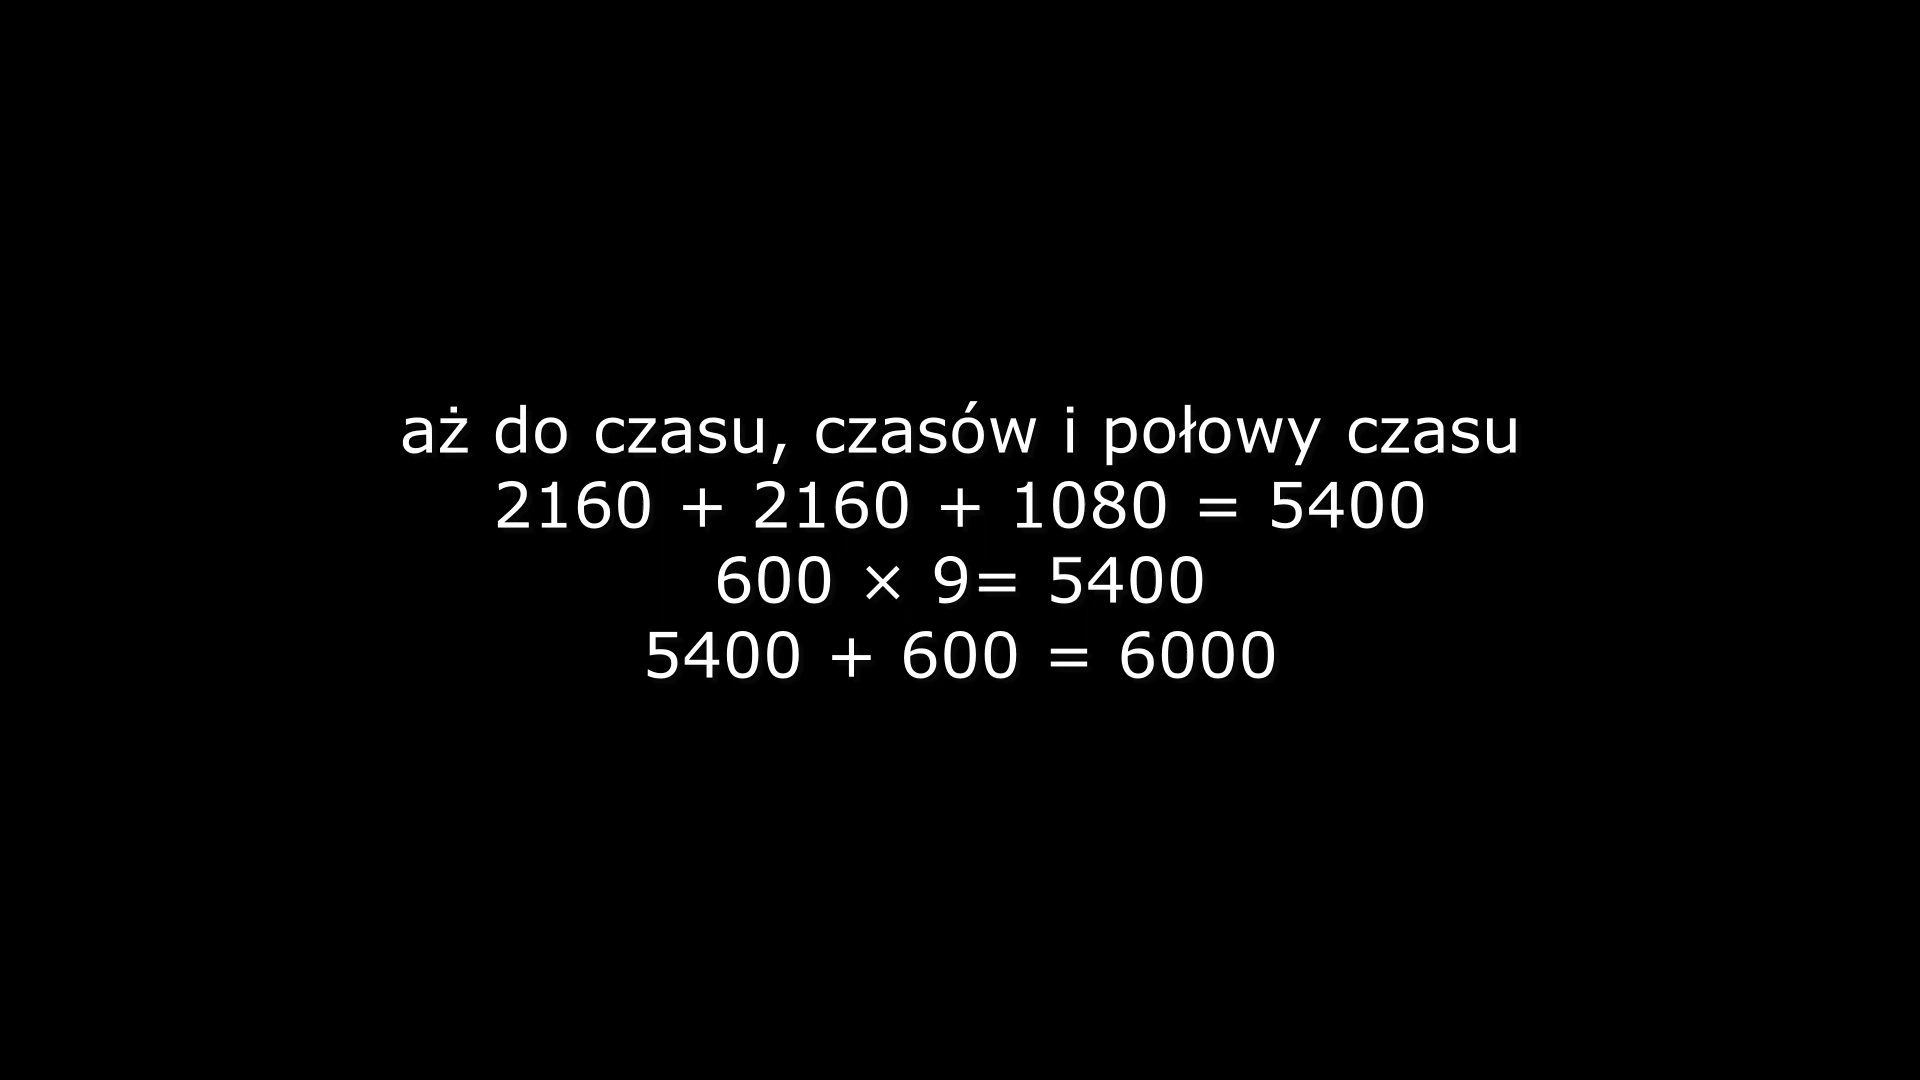 aż do czasu, czasów i połowy czasu
2160 + 2160 + 1080 = 5400
600 × 9= 5400
5400 + 600 = 6000